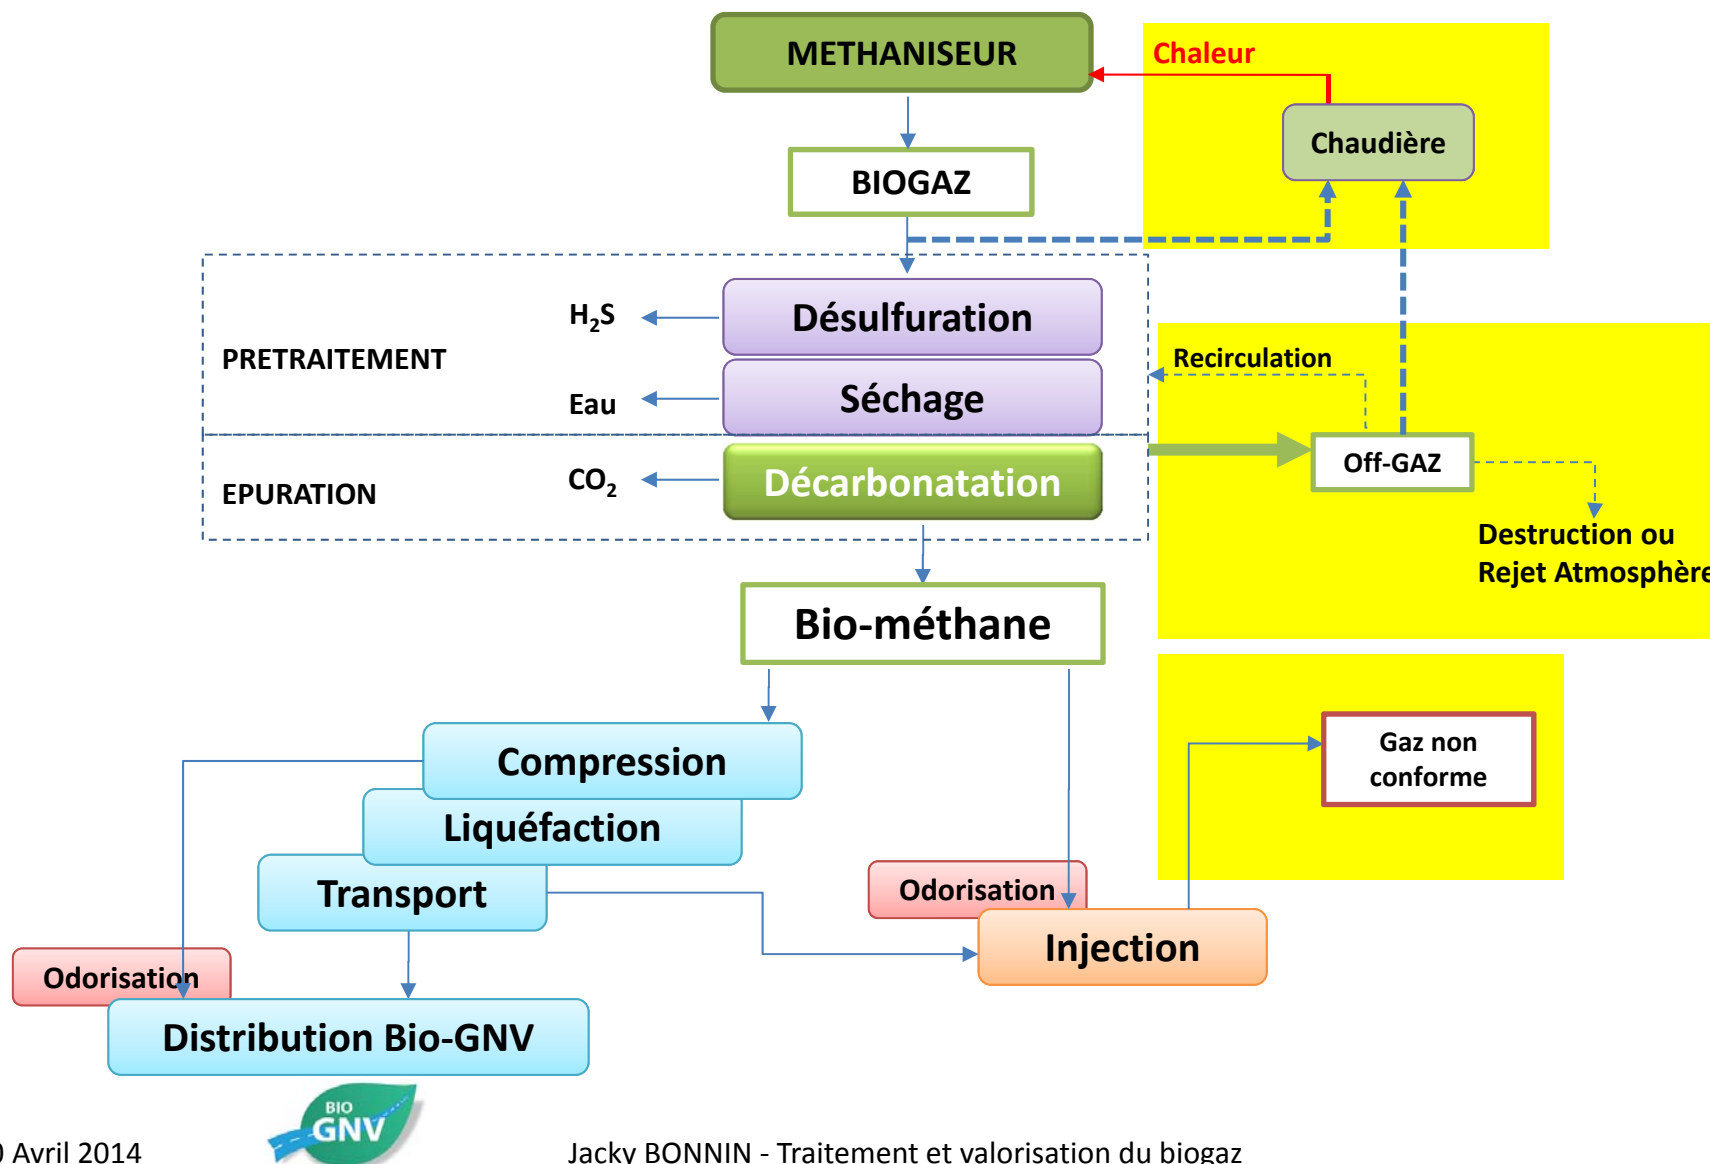 METHANISEUR
Chaleur
Chaudière
BIOGAZ
H₂S
Désulfuration
PRETRAITEMENT
Recirculation
Eau
Séchage
EPURATION
CO₂
Décarbonatation
Off-GAZ
Destruction ou
Rejet Atmosphère
Bio-méthane
Compression
Gaz non
conforme
Liquéfaction
Transport
Odorisation
Injection
Odorisation
Distribution Bio-GNV
BIO
GNV
0 Avril 2014
Jacky BONNIN - Traitement et valorisation du biogaz